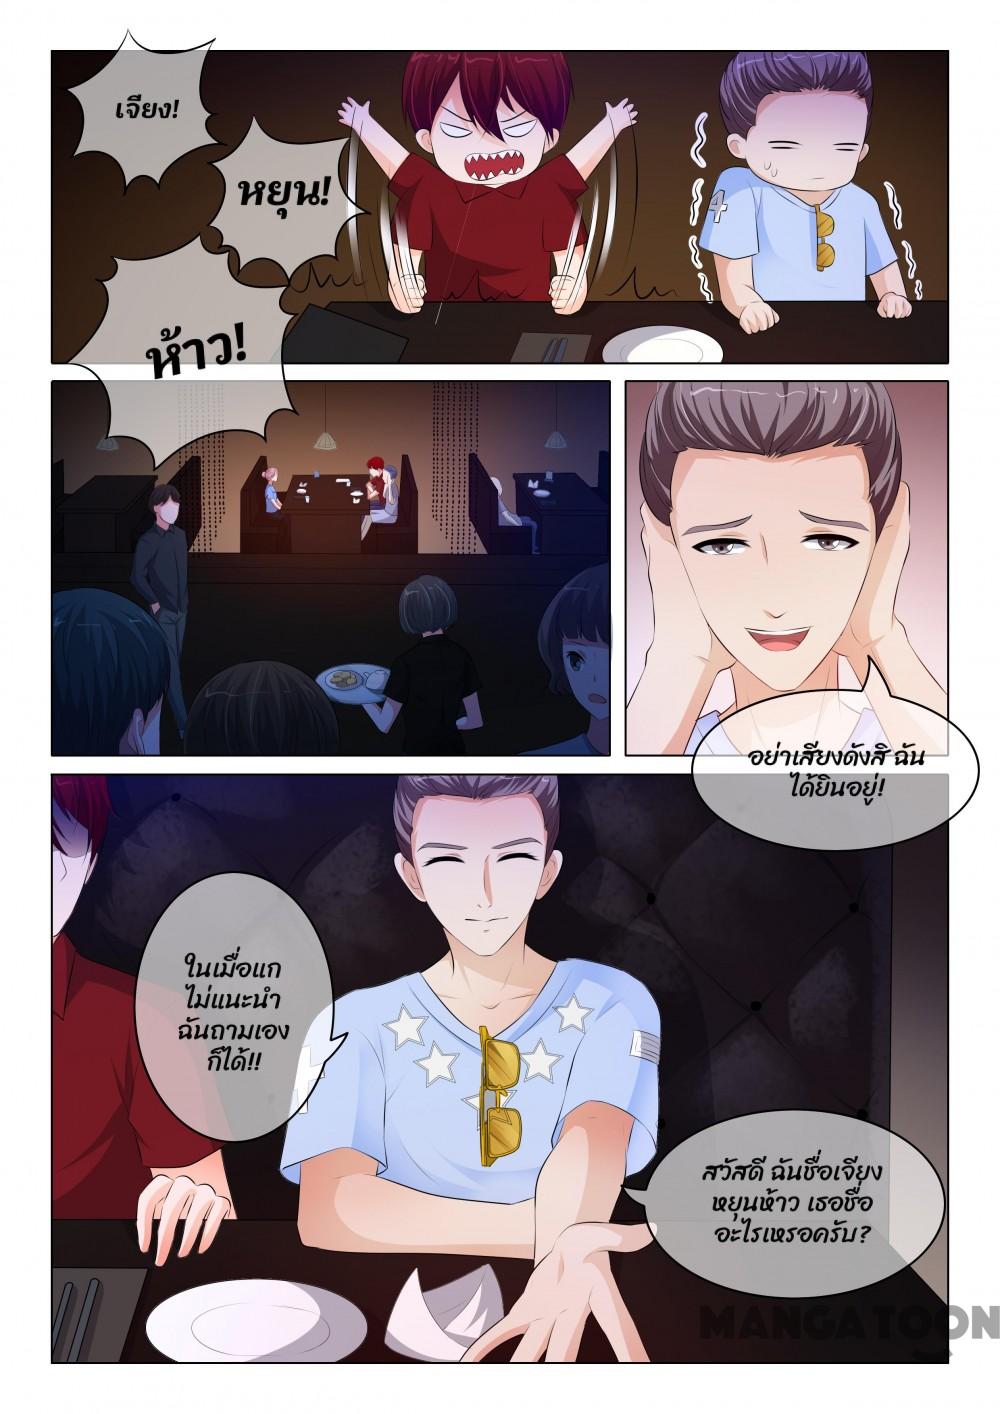 เจียง!
หยุน!
ห้าว!
อย่าเสียงดังสิ ฉัน
ได้ยินอยู่!
ในเมื่อแก
ไม่แนะนำ
ฉันถามเอง
ก็ได้!!
สวัสดี ฉันชื่อเจียง
หยุนห้าว เธอชื่อ
อะไรเหรอครับ?
MANGATOON